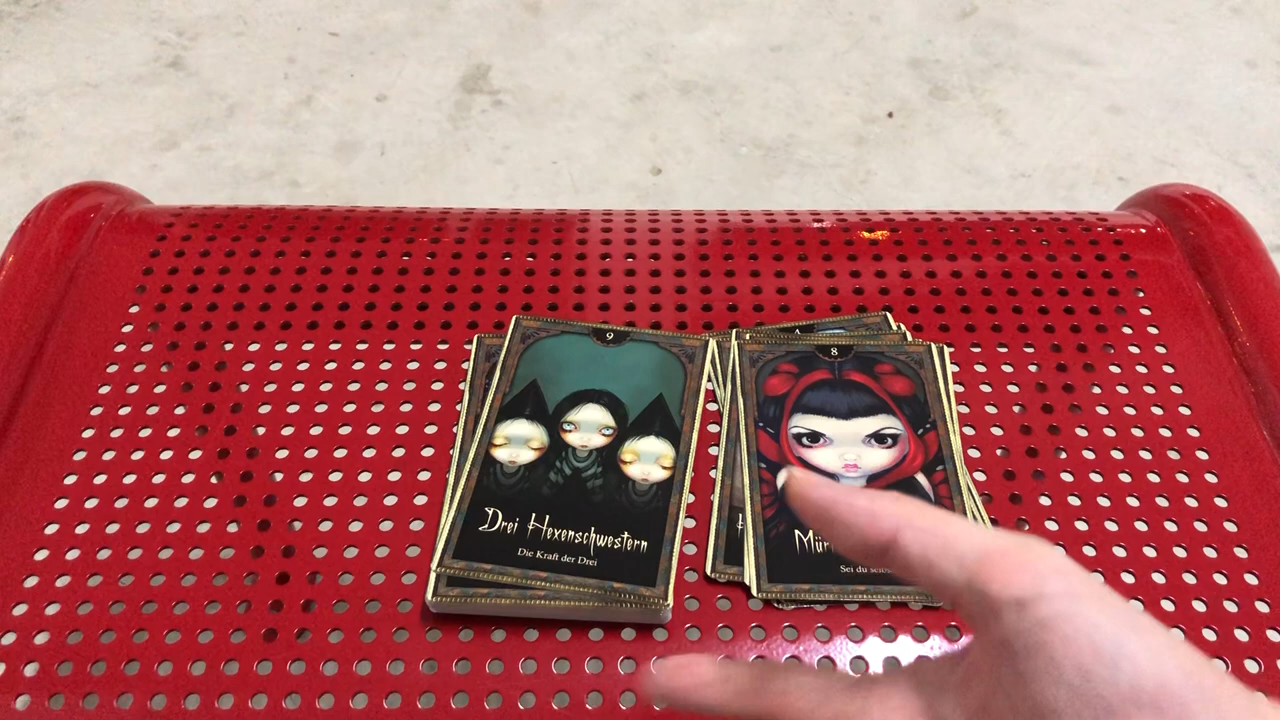 9
Drei Hexenschwestern
Die Kraft der Drei
8
Sei du